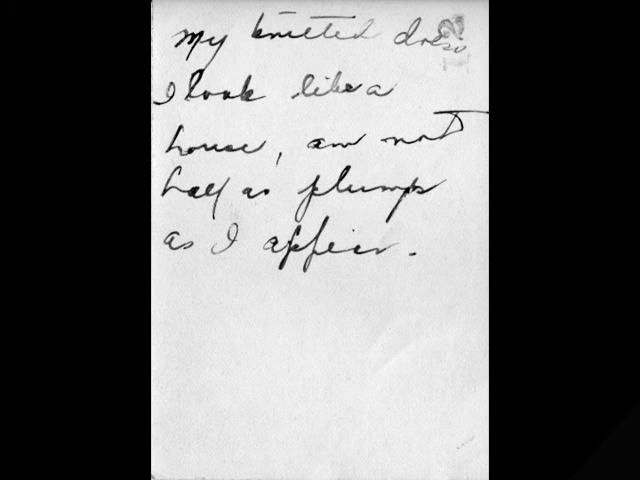 my knitted dress
I look like a
house, am not
half as plump
as I appear.